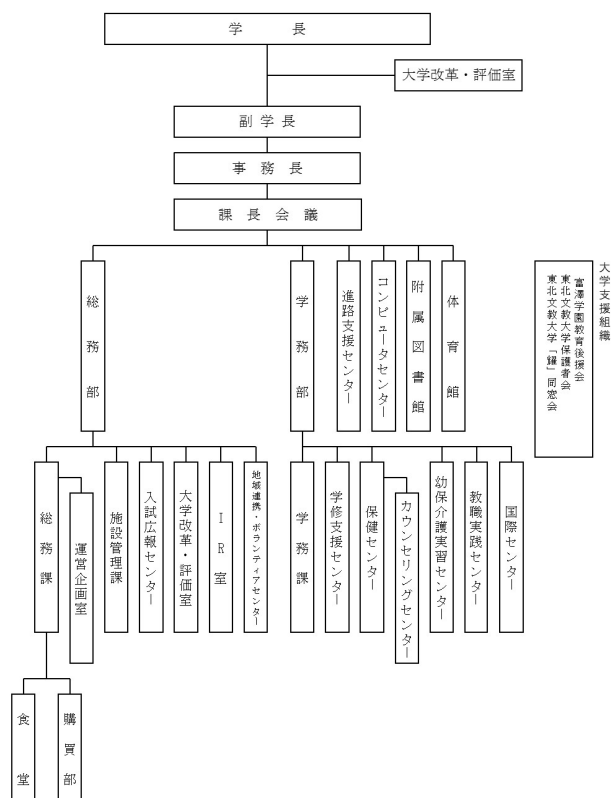 学長
大学改革・評価室
副学長
事務長
課長会議
総務部
学務部
進路支援センター
コンピュータセンター
附属図書館
体育館
大学支援組織
富澤学園教育後援会
東北文教大学保護者会
東北文教大学「鑰」同窓会
総務課
運営企画室
施設管理課
入試広報センター
大学改革・評価室
IR室
地域連携・ボランティアセンター
学務課
学修支援センター
保健センター
カウンセリングセンター
幼保介護実習センター
教職実践センター
国際センター
食堂
購買部